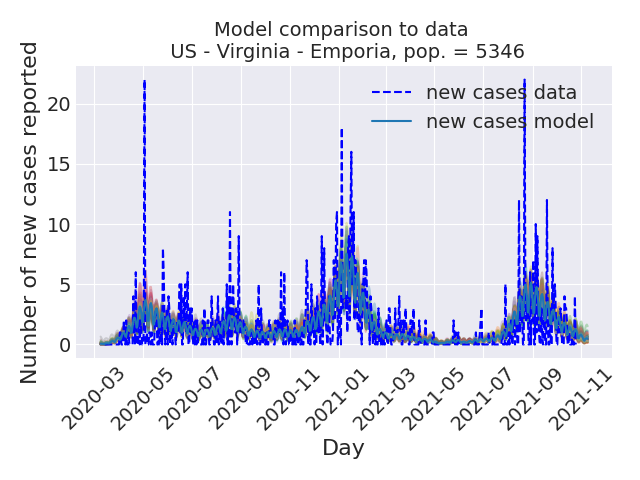 Model comparison to data
US - Virginia - Emporia, pop. = 5346
Number of new cases reported
20
15
10
5
0
new cases data
new cases model
2020-03
2020-05
2020-07
2020-09
2020-11
2021-01
2021-03
2021-05
2021-07
2021-09
2021-11
Day